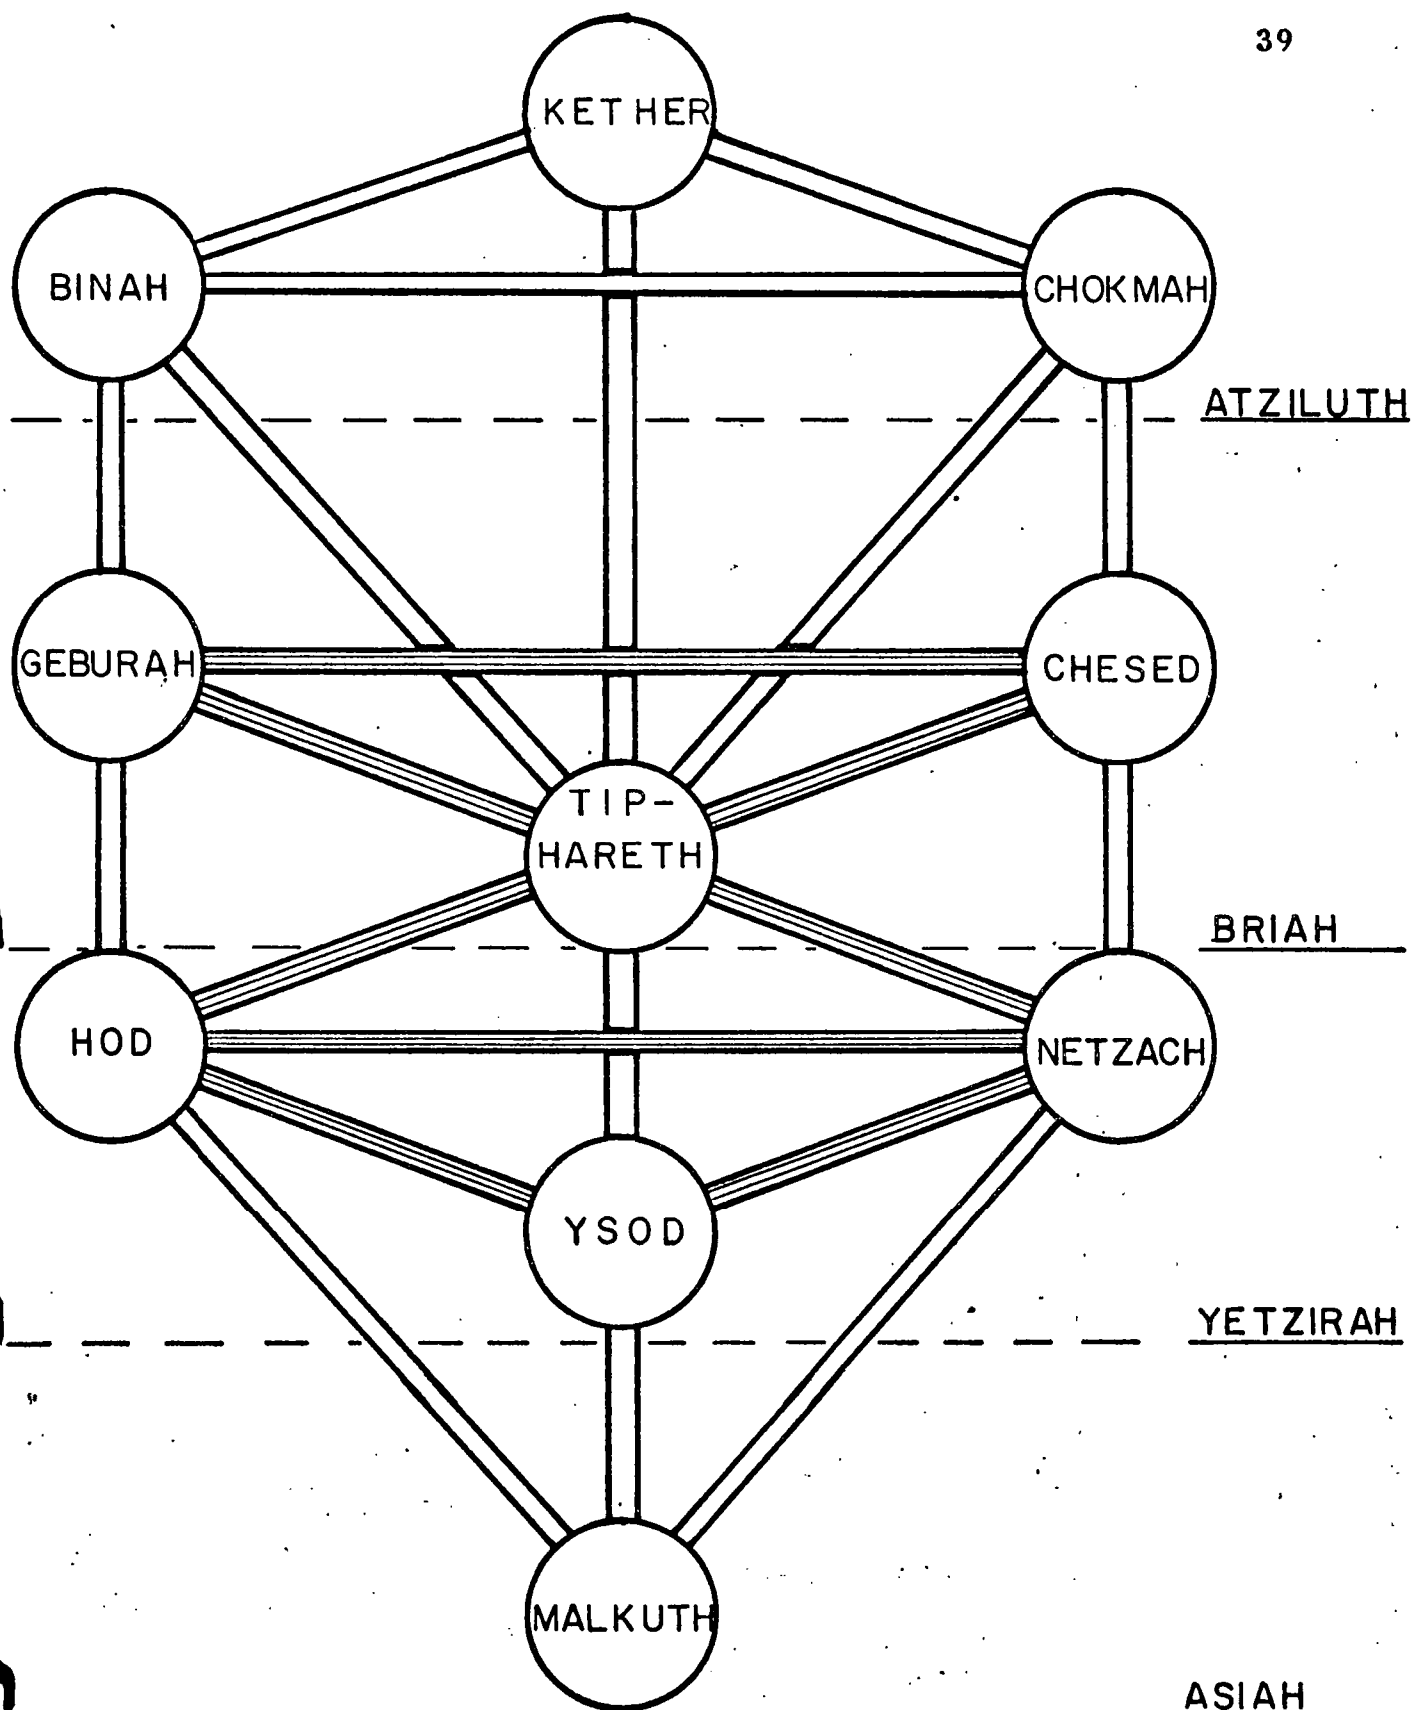 39
KETHER
BINAH
CHOKMAH
ATZILUTH
GEBURAH
CHESED
TIP-
HARETH
BRIAH
HOD
NETZACH
YSOD
YETZIRAH
MALKUTH
ASIAH